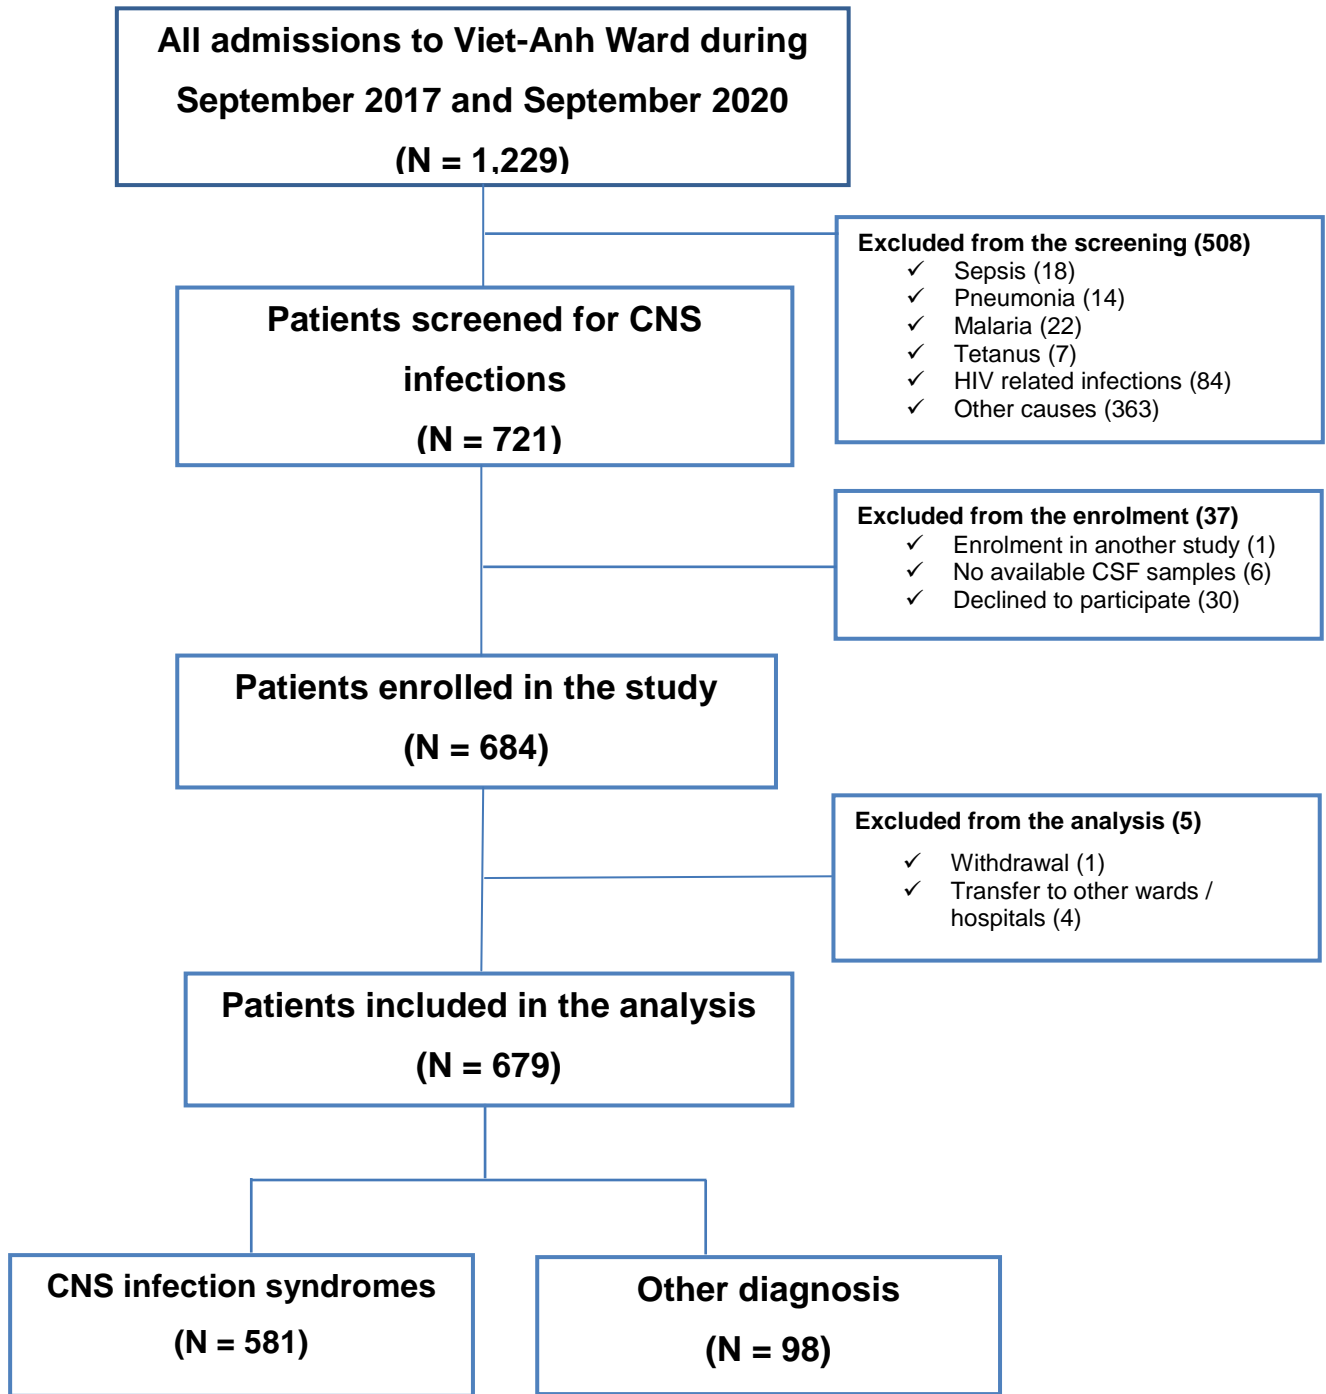 All admissions to Viet-Anh Ward during
September 2017 and September 2020
(N = 1,229)
Excluded from the screening (508)
✓ Sepsis (18)
✓ Pneumonia (14)
✓ Malaria (22)
✓ Tetanus (7)
✓ HIV related infections (84)
✓ Other causes (363)
Patients screened for CNS
infections
(N = 721)
Excluded from the enrolment (37)
✓ Enrolment in another study (1)
✓ No available CSF samples (6)
✓ Declined to participate (30)
Patients enrolled in the study
(N = 684)
Excluded from the analysis (5)
✓ Withdrawal (1)
✓ Transfer to other wards /
hospitals (4)
Patients included in the analysis
(N = 679)
CNS infection syndromes
(N = 581)
Other diagnosis
(N = 98)